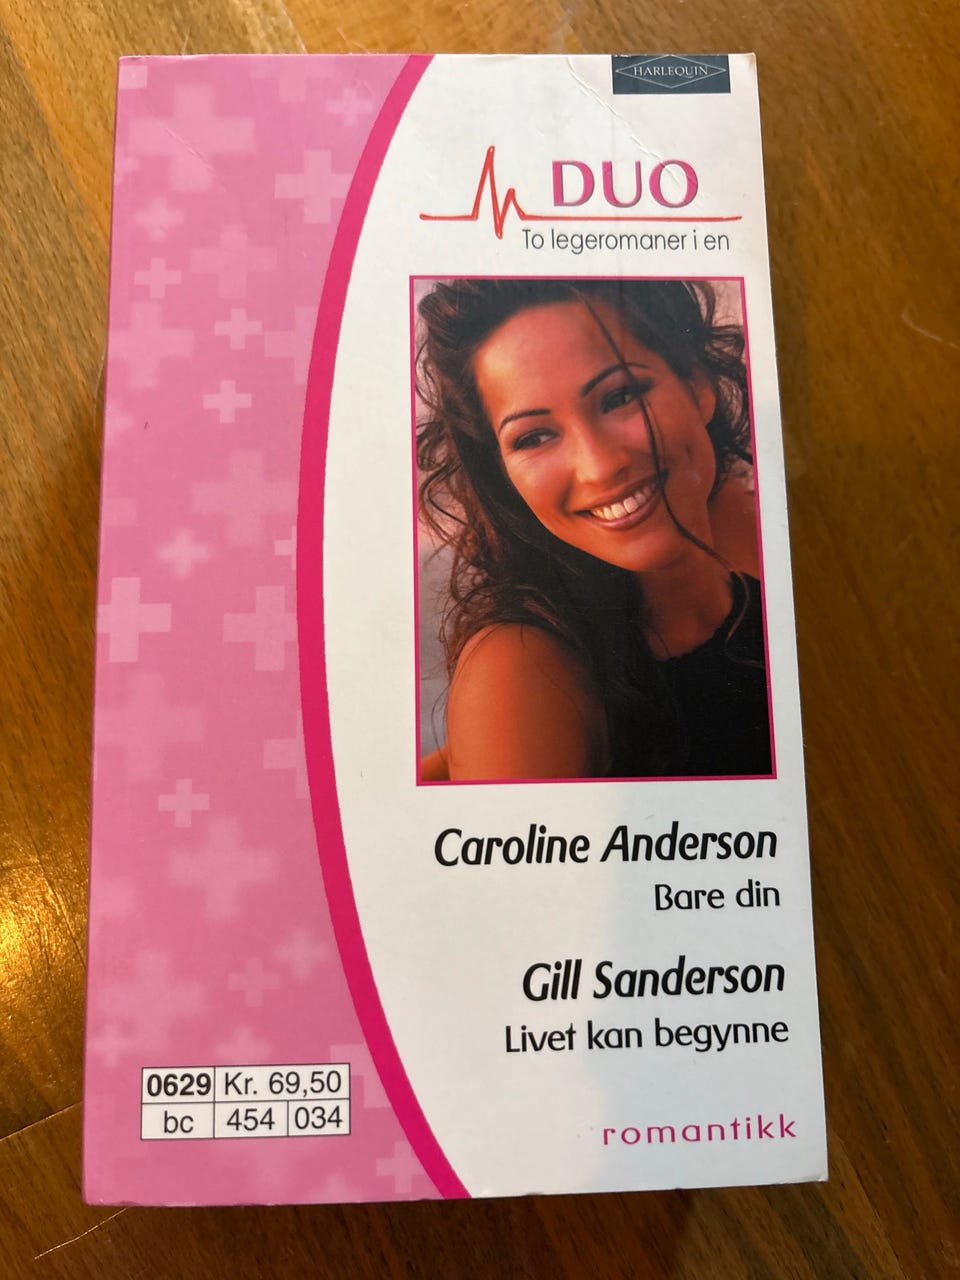 HARLEQUIN
DUO
To legeromaner i en
Caroline Anderson
Bare din
Gill Sanderson
Livet kan begynne
0629 Kr. 69,50
bc 454 034
romantikk